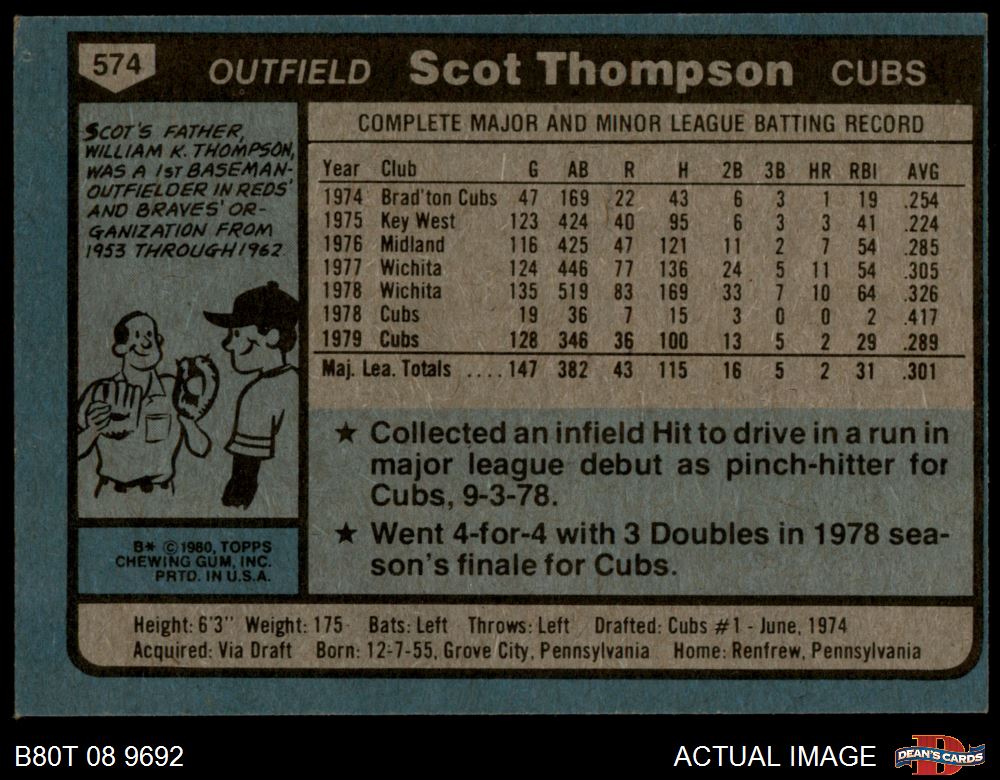 574 OUTFIELD Scot Thompson CUBS
SCOT'S FATHER,
WILLIAM K. THOMPSON,
WAS A 1ST BASEMAN-
OUTFIELDER IN REDS'
AND BRAVES' OR-
GANIZATION FROM
1953 THROUGH 1962.
B* ©1980, TOPPS
CHEWING GUM, INC.
PRTD. IN U.S.A.
COMPLETE MAJOR AND MINOR LEAGUE BATTING RECORD
Year Club G AB R H 2B 3B HR RBI AVG
1974 Brad'ton Cubs 47 169 22 43 6 3 1 19 .254
1975 Key West 123 424 40 95 6 3 3 41 .224
1976 Midland 116 425 47 121 11 2 7 54 .285
1977 Wichita 124 446 77 136 24 5 11 54 .305
1978 Wichita 135 519 83 169 33 7 10 64 .326
1978 Cubs 19 36 7 15 3 0 0 2 .417
1979 Cubs 128 346 36 100 13 5 2 29 .289
Maj. Lea. Totals ....147 382 43 115 16 5 2 31 .301
★ Collected an infield Hit to drive in a run in
major league debut as pinch-hitter for
Cubs, 9-3-78.
★ Went 4-for-4 with 3 Doubles in 1978 sea-
son's finale for Cubs.
Height: 6'3" Weight: 175 Bats: Left Throws: Left Drafted: Cubs #1 - June, 1974
Acquired: Via Draft Born: 12-7-55, Grove City, Pennsylvania Home: Renfrew, Pennsylvania
B80T 08 9692
ACTUAL IMAGE
D
DEAN'S CARDS